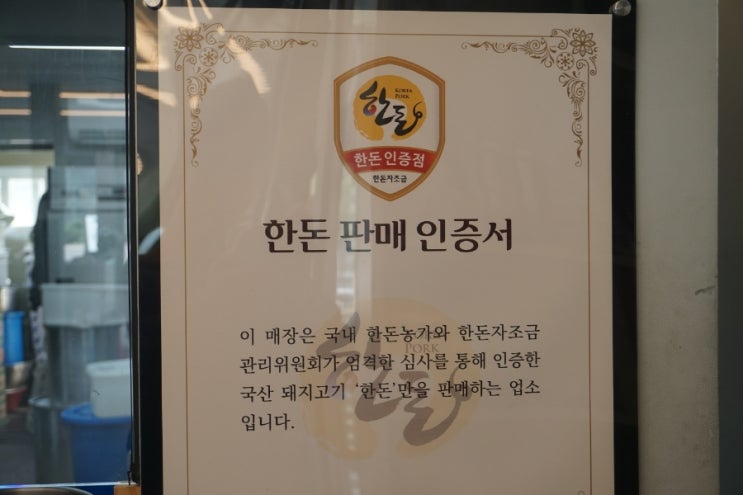 한돈
KOREA
PORK
한돈인증점
한돈자조금
한돈 판매 인증서
이 매장은 국내 한돈농가와 한돈자조금
관리위원회가 엄격한 심사를 통해 인증한
국산 돼지고기 '한돈'만을 판매하는 업소
입니다.
한돈
PORK